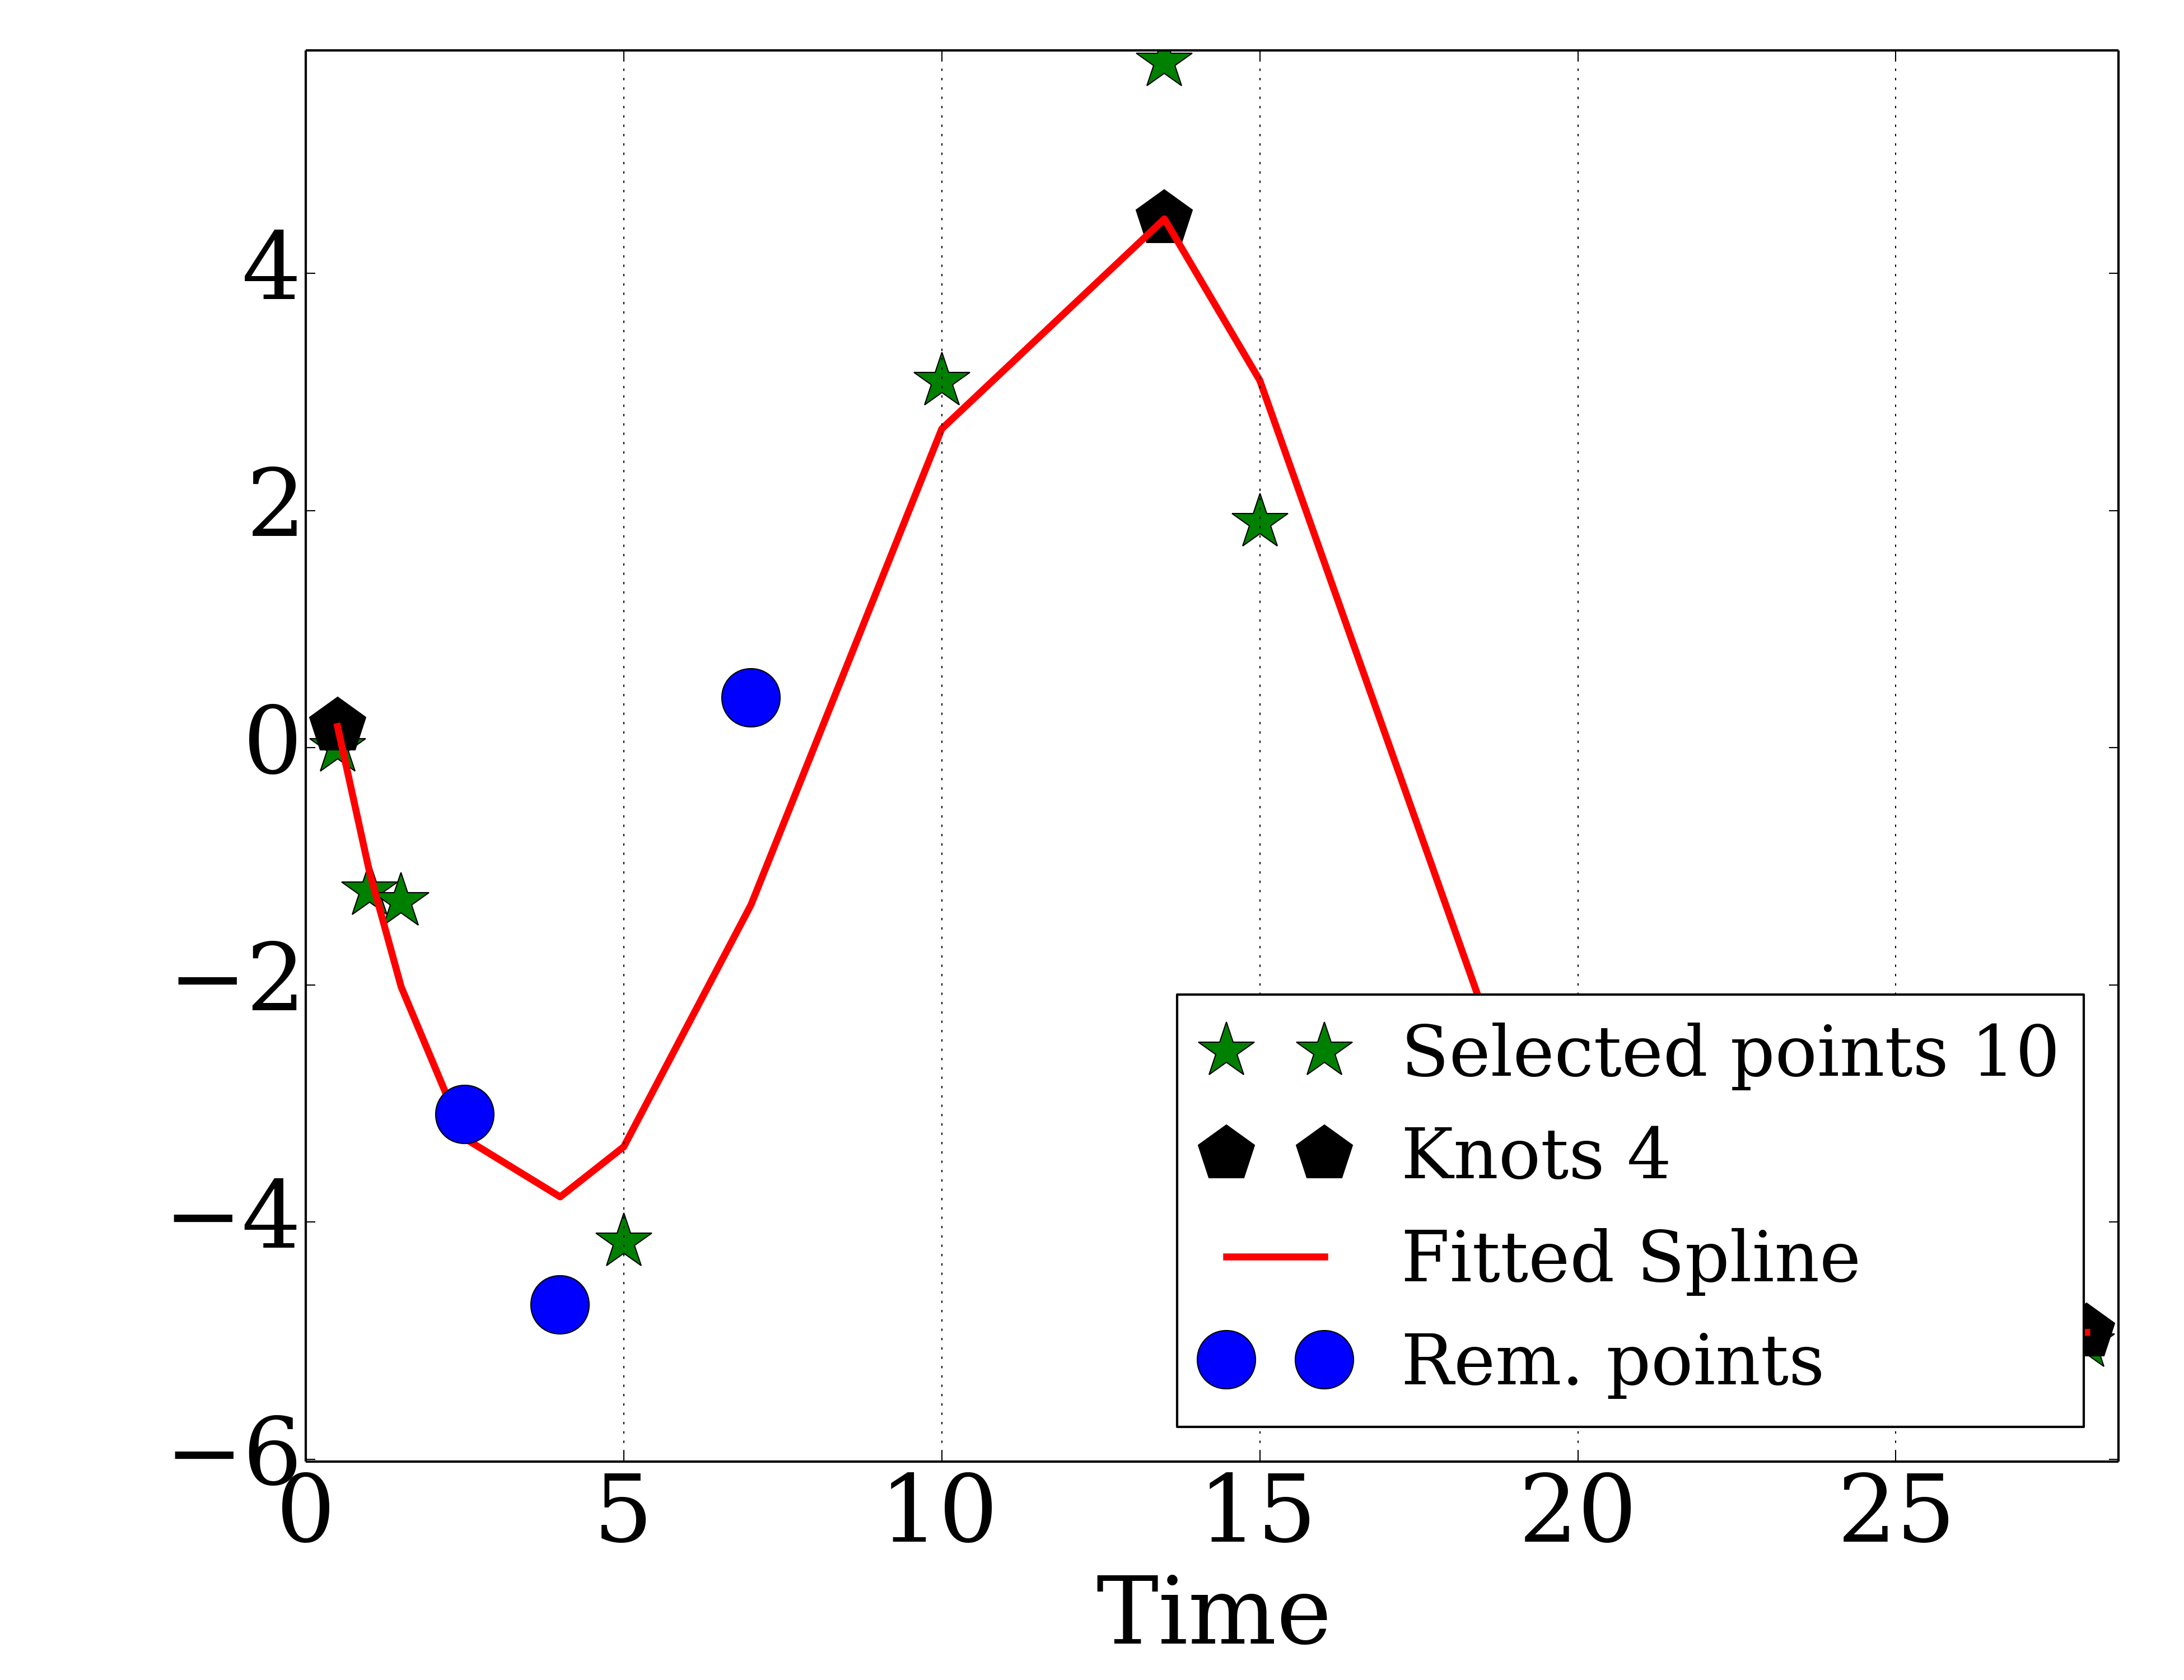 4
2
0
−2
−4
−6
0 5 10 15 20 25
Time
Selected points 10
Knots 4
Fitted Spline
Rem. points